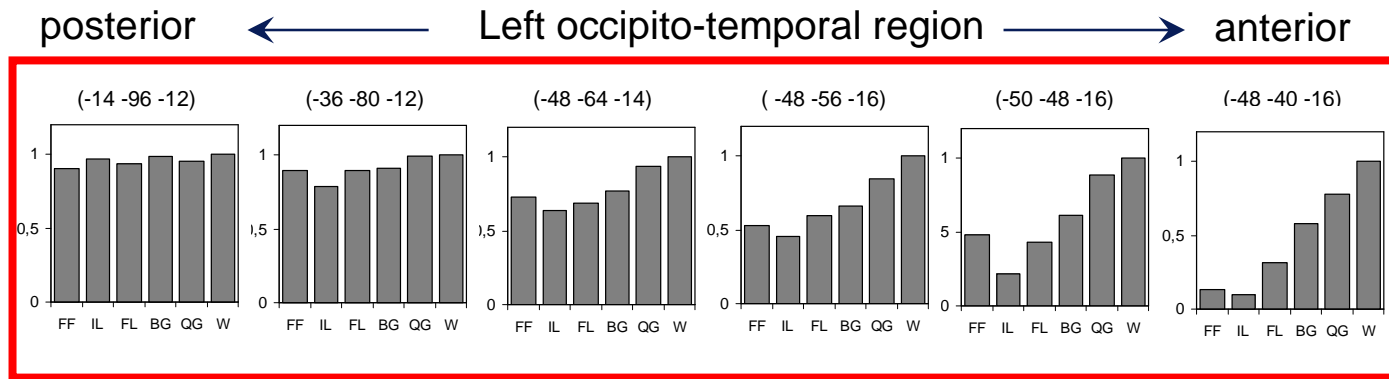 posterior Left occipito-temporal region anterior
(-14 -96 -12) (-36 -80 -12) (-48 -64 -14) ( -48 -56 -16) (-50 -48 -16) (-48 -40 -16)
1 1 1 1 1 1
0,5 ,5 0,5 0,5 5 0,5
0 0 0 0 0 0
FF IL FL BG QG W FF IL FL BG QG W FF IL FL BG QG W FF IL FL BG QG W FF IL FL BG QG W FF IL FL BG QG W